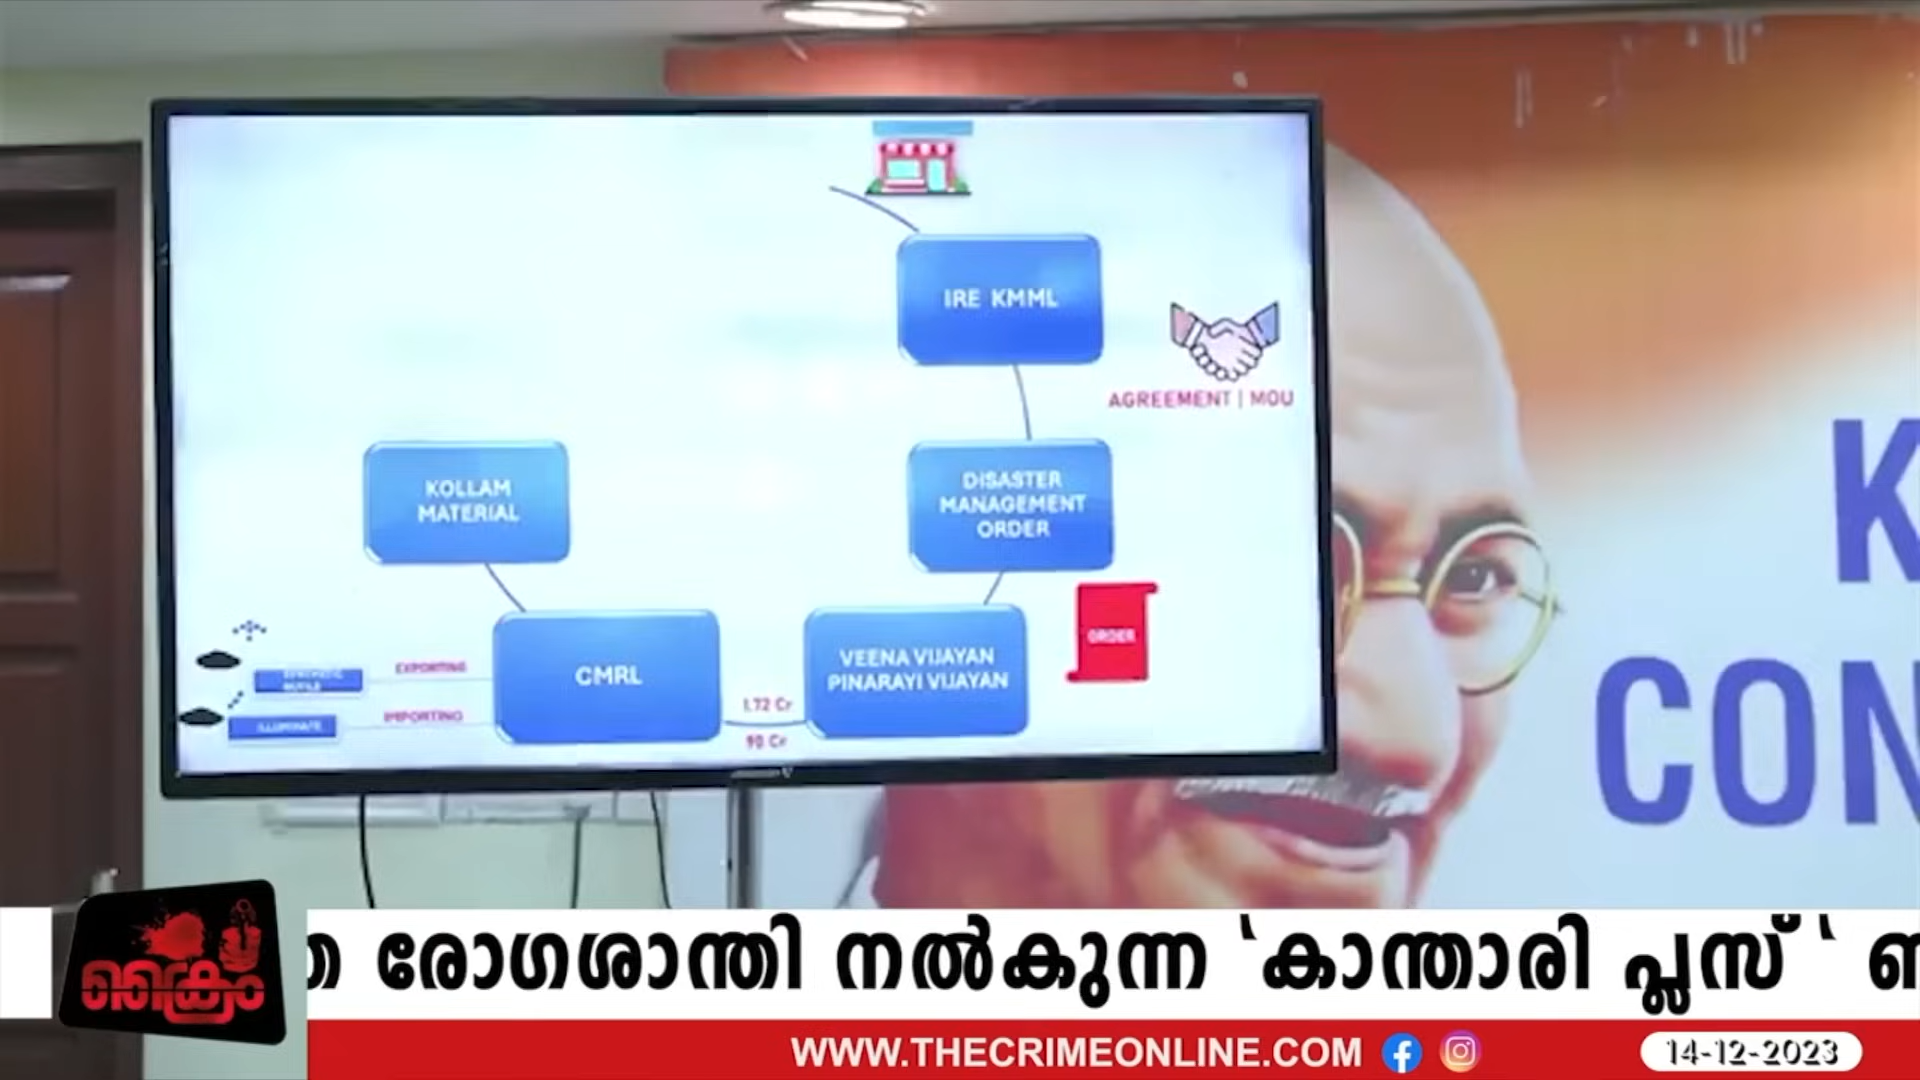 IRE KMML
AGREEMENT | MOU
KOLLAM
MATERIAL
DISASTER
MANAGEMENT
ORDER
ORDER
VEENA VIJAYAN
PINARAYI VIJAYAN
CMRL
EXPORTING
IMPORTING
1.72 Cr
90 Cr
K
CON
ക്രൈം
ത രോഗശാന്തി നൽകുന്ന 'കാന്താരി പ്ലസ് '
WWW.THECRIMEONLINE.COM
14-12-2023